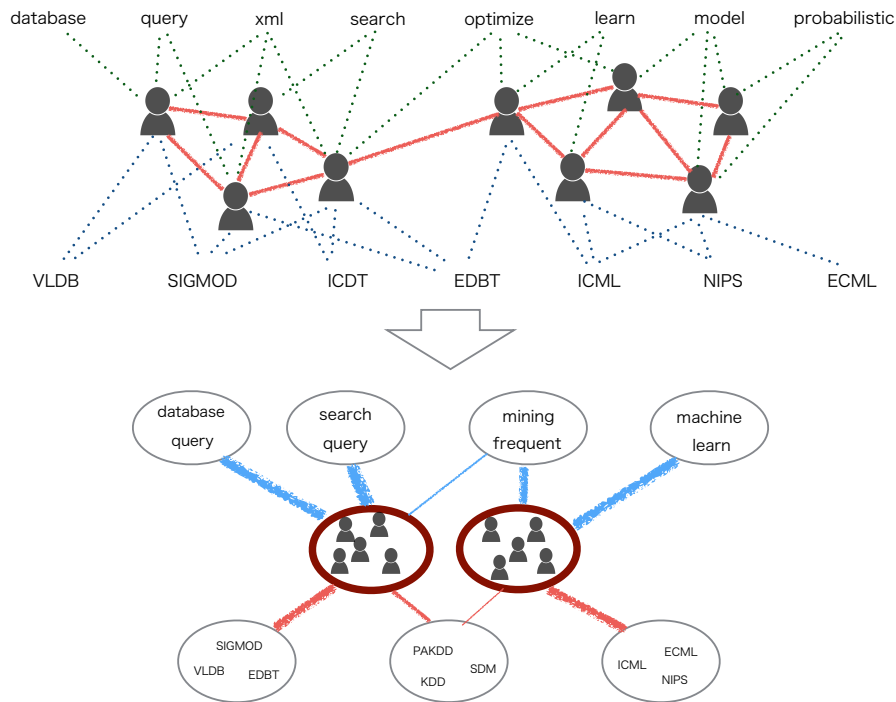 database query xml search optimize learn model probabilistic
VLDB SIGMOD ICDT EDBT ICML NIPS ECML
database
query
search
query
mining
frequent
machine
learn
SIGMOD
VLDB
EDBT
PAKDD
SDM
KDD
ECML
ICML
NIPS